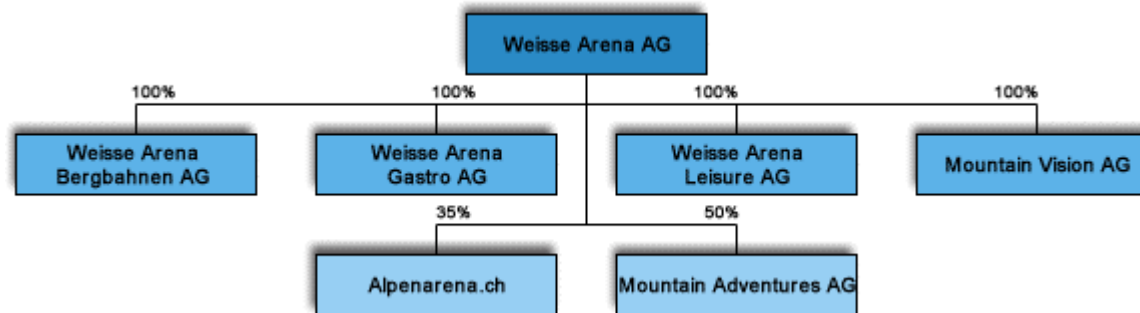 Weisse Arena AG
100%
100%
100%
100%
Weisse Arena
Bergbahnen AG
Weisse Arena
Gastro AG
Weisse Arena
Leisure AG
Mountain Vision AG
35%
50%
Alpenarena.ch
Mountain Adventures AG